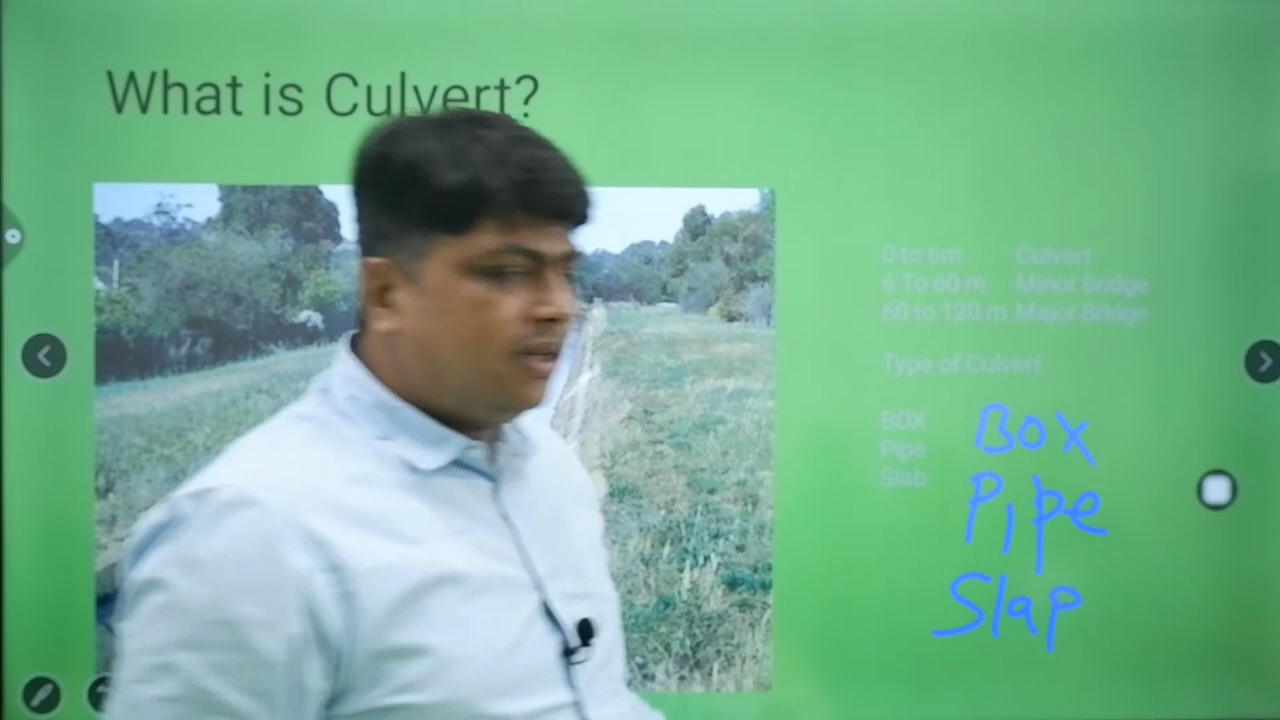 What is Culvert?
0 to 6m Culvert
6 To 60 m Minor Bridge
60 to 120 m Major Bridge
Type of Culvert
BOX
Pipe
Slab
BOX
Pipe
Slap